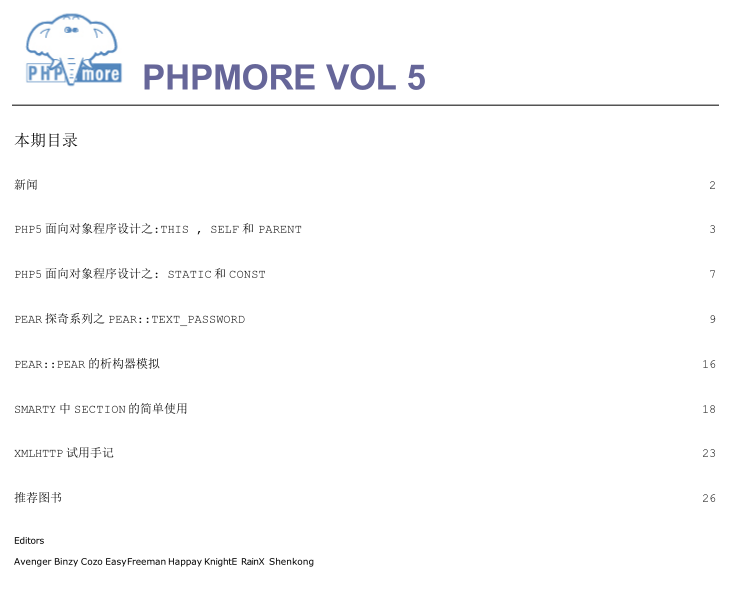 PHPmore
PHPMORE VOL 5
本期目录
新闻 2
PHP5 面向对象程序设计之:THIS , SELF 和 PARENT 3
PHP5 面向对象程序设计之: STATIC 和 CONST 7
PEAR 探奇系列之 PEAR::TEXT_PASSWORD 9
PEAR::PEAR 的析构器模拟 16
SMARTY 中 SECTION 的简单使用 18
XMLHTTP 试用手记 23
推荐图书 26
Editors
Avenger Binzy Cozo EasyFreeman Happay KnightE RainX Shenkong